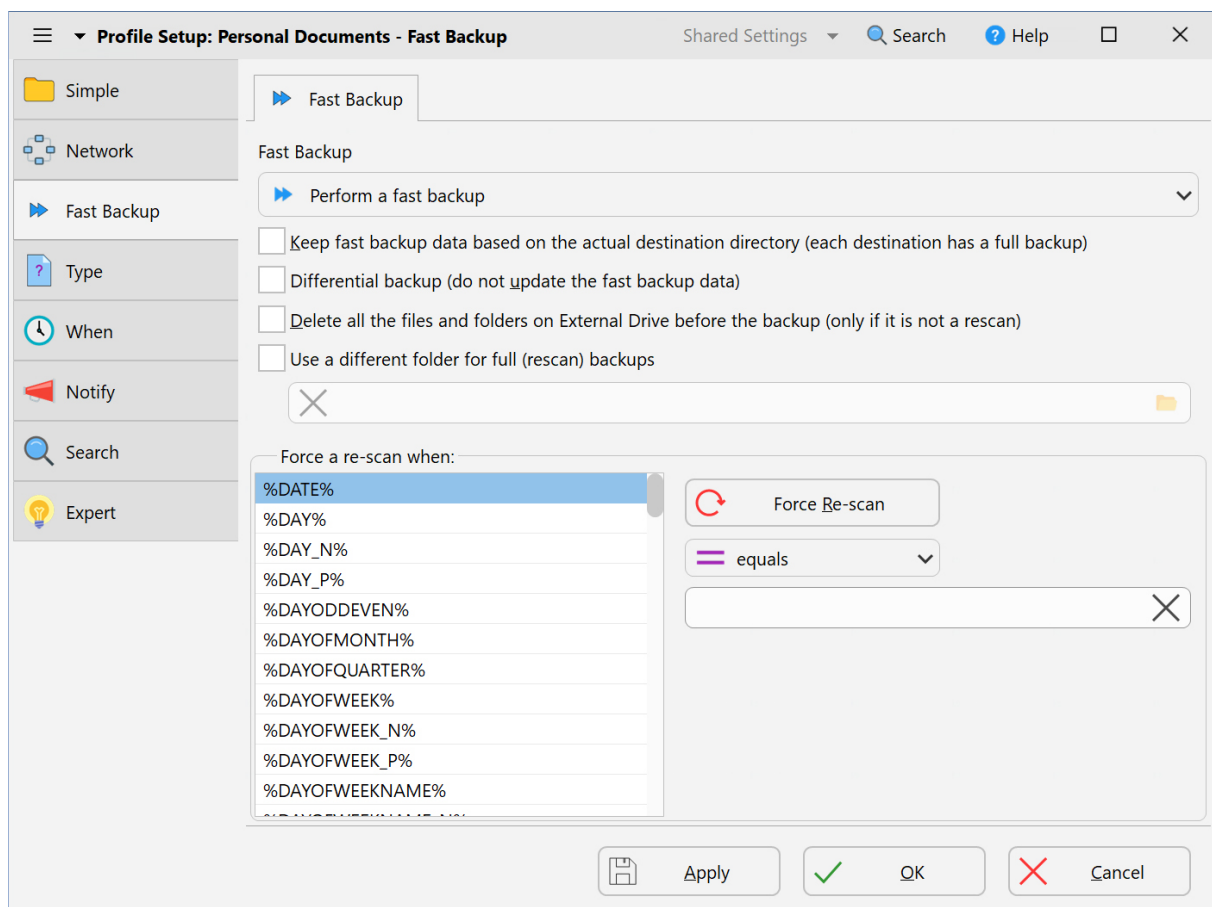 Profile Setup: Personal Documents - Fast Backup
Shared Settings
Search
Help
Simple
Network
Fast Backup
Type
When
Notify
Search
Expert
Fast Backup
Fast Backup
Perform a fast backup
Keep fast backup data based on the actual destination directory (each destination has a full backup)
Differential backup (do not update the fast backup data)
Delete all the files and folders on External Drive before the backup (only if it is not a rescan)
Use a different folder for full (rescan) backups
Force a re-scan when:
%DATE%
%DAY%
%DAY_N%
%DAY_P%
%DAYODDEVEN%
%DAYOFMONTH%
%DAYOFQUARTER%
%DAYOFWEEK%
%DAYOFWEEK_N%
%DAYOFWEEK_P%
%DAYOFWEEKNAME%
Force Re-scan
equals
Apply
OK
Cancel